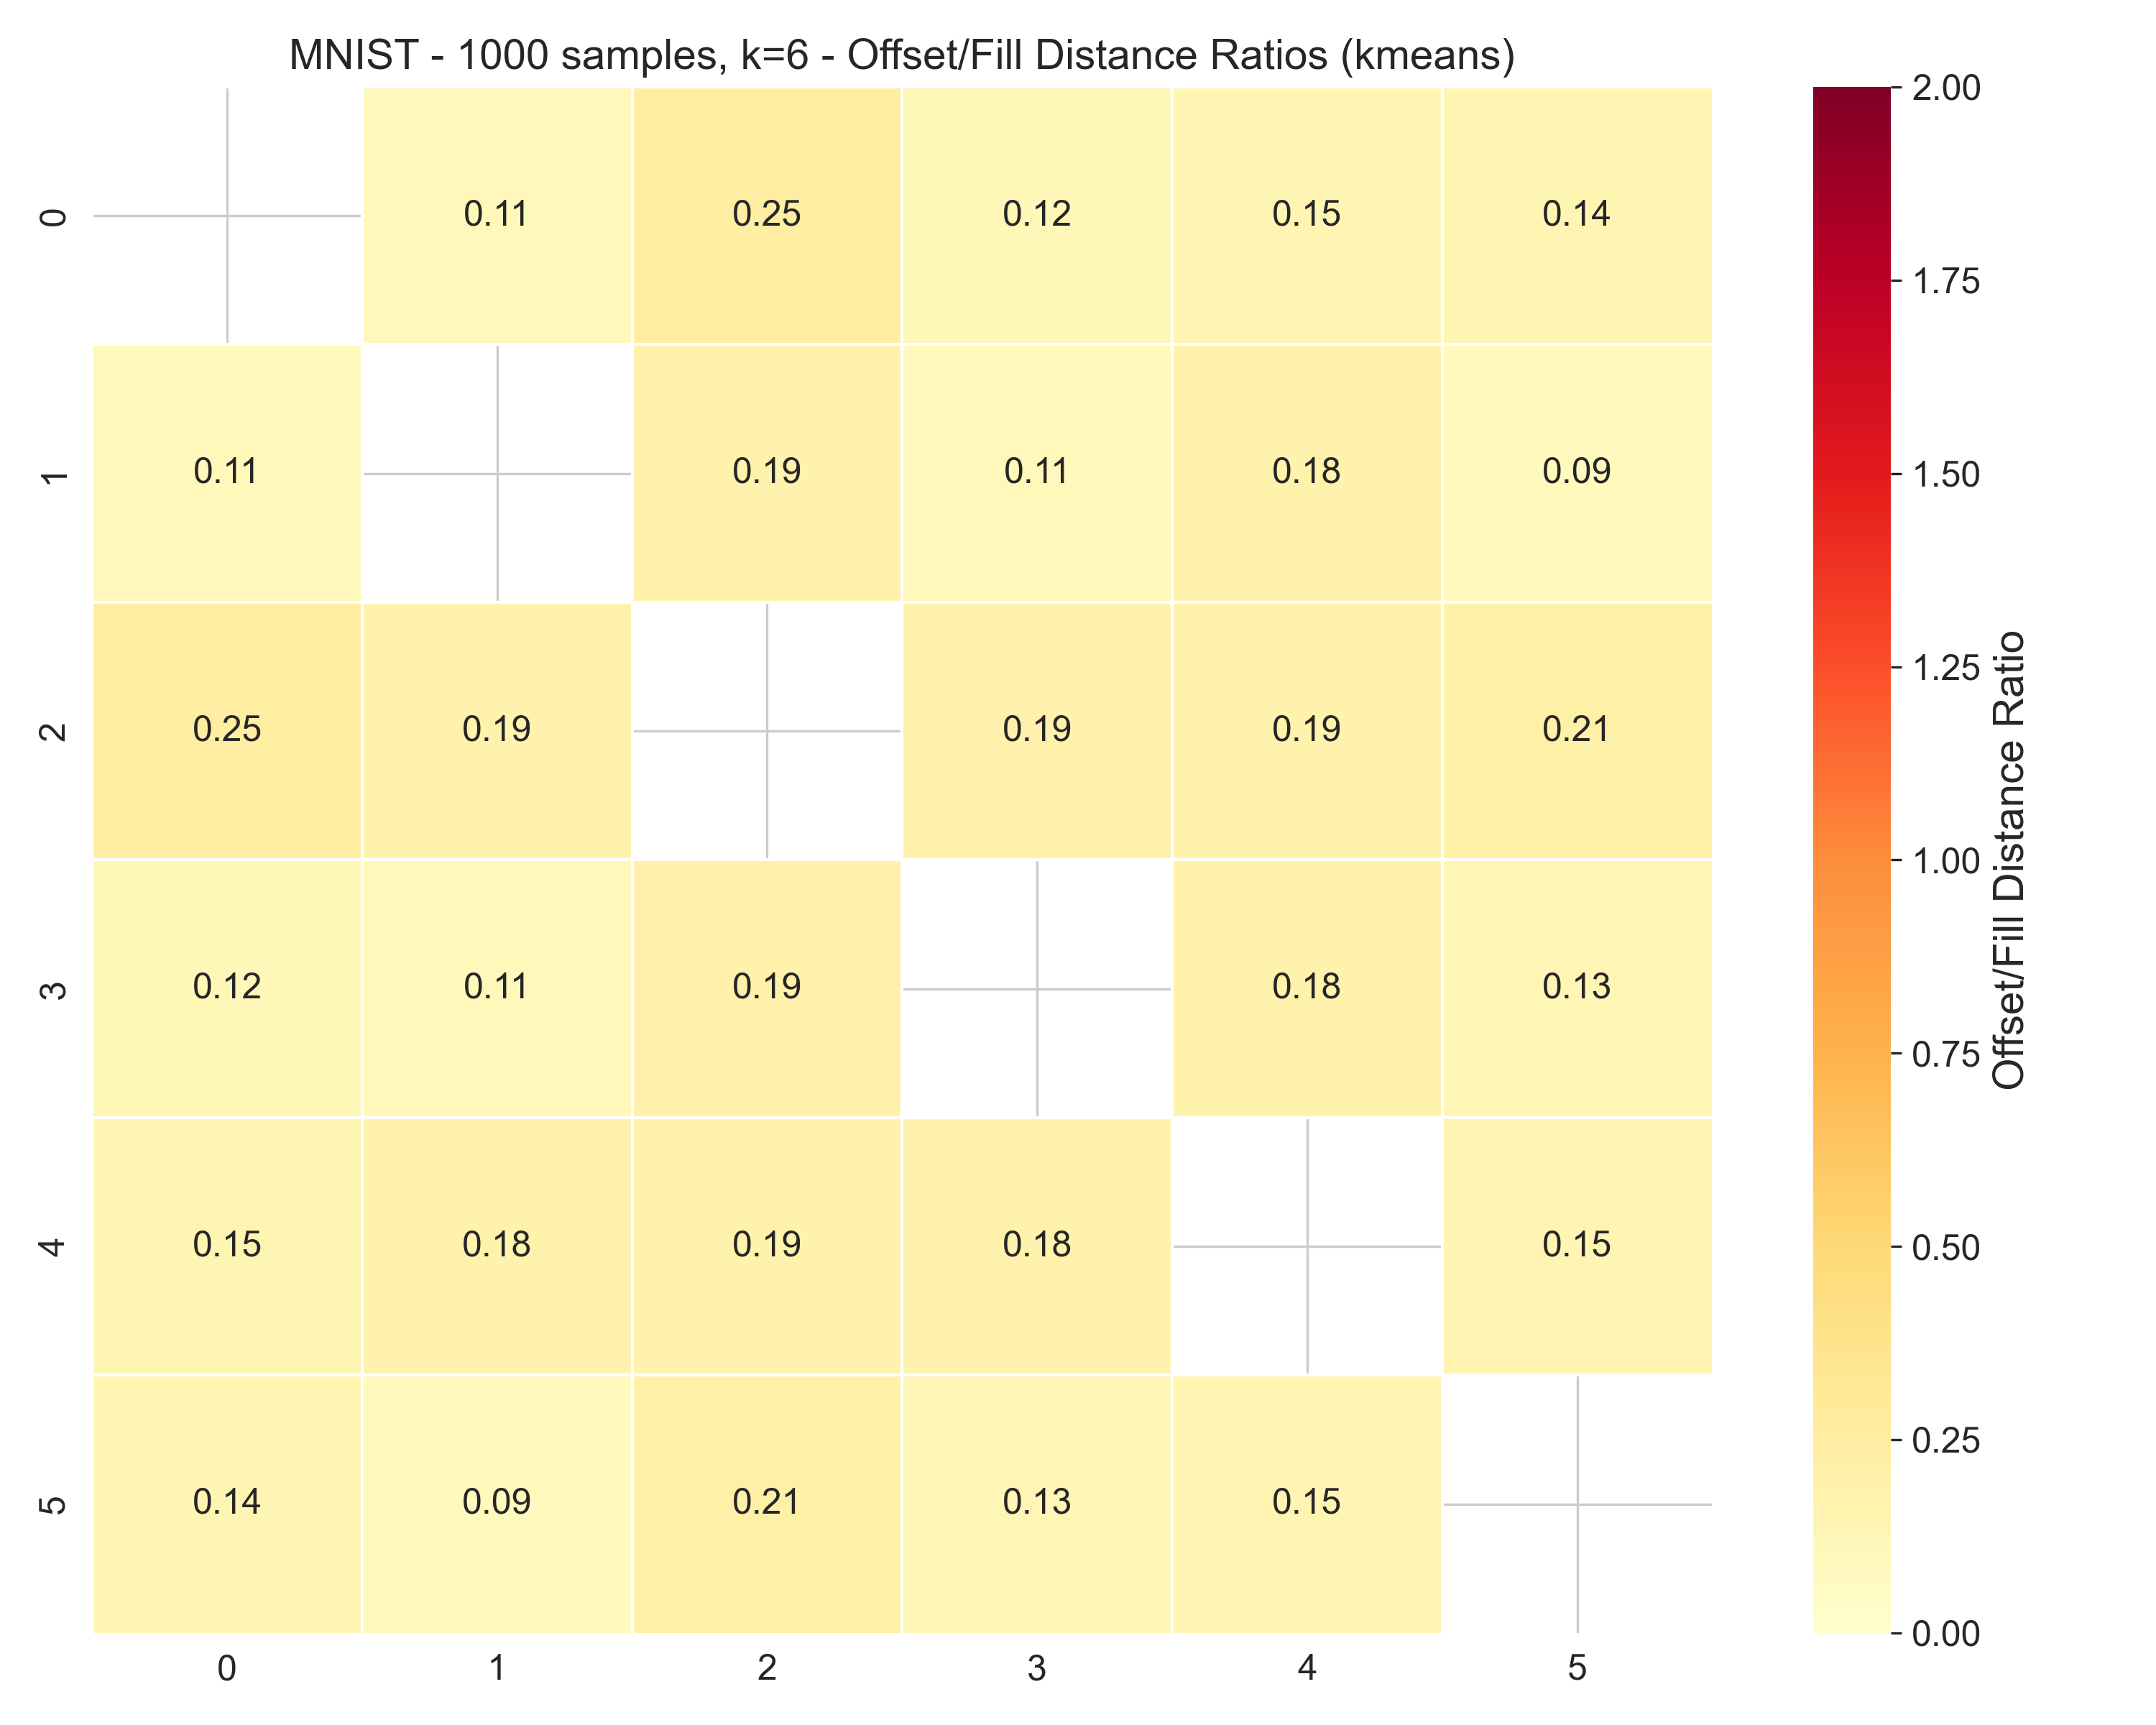 MNIST - 1000 samples, k=6 - Offset/Fill Distance Ratios (kmeans)
0 0.11 0.25 0.12 0.15 0.14
1 0.11 0.19 0.11 0.18 0.09
2 0.25 0.19 0.19 0.19 0.21
3 0.12 0.11 0.19 0.18 0.13
4 0.15 0.18 0.19 0.18 0.15
5 0.14 0.09 0.21 0.13 0.15
0 1 2 3 4 5
2.00
1.75
1.50
1.25
1.00
0.75
0.50
0.25
0.00
Offset/Fill Distance Ratio